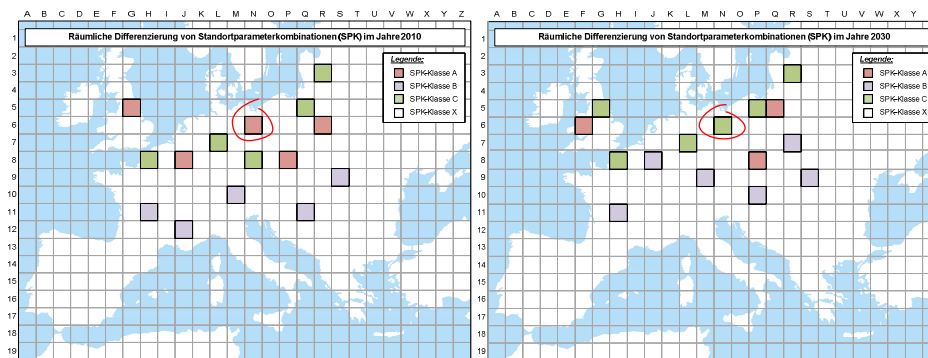 A B C D E F G H I J K L M N O P Q R S T U V W X Y Z
Räumliche Differenzierung von Standortparameterkombinationen (SPK) im Jahre 2010
Legende:
SPK-Klasse A
SPK-Klasse B
SPK-Klasse C
SPK-Klasse X
1
2
3
4
5
6
7
8
9
10
11
12
13
14
15
16
17
18
19
A B C D E F G H I J K L M N O P Q R S T U V W X Y
Räumliche Differenzierung von Standortparameterkombinationen (SPK) im Jahre 2030
Legende:
SPK-Klasse A
SPK-Klasse B
SPK-Klasse C
SPK-Klasse X
1
2
3
4
5
6
7
8
9
10
11
12
13
14
15
16
17
18
19